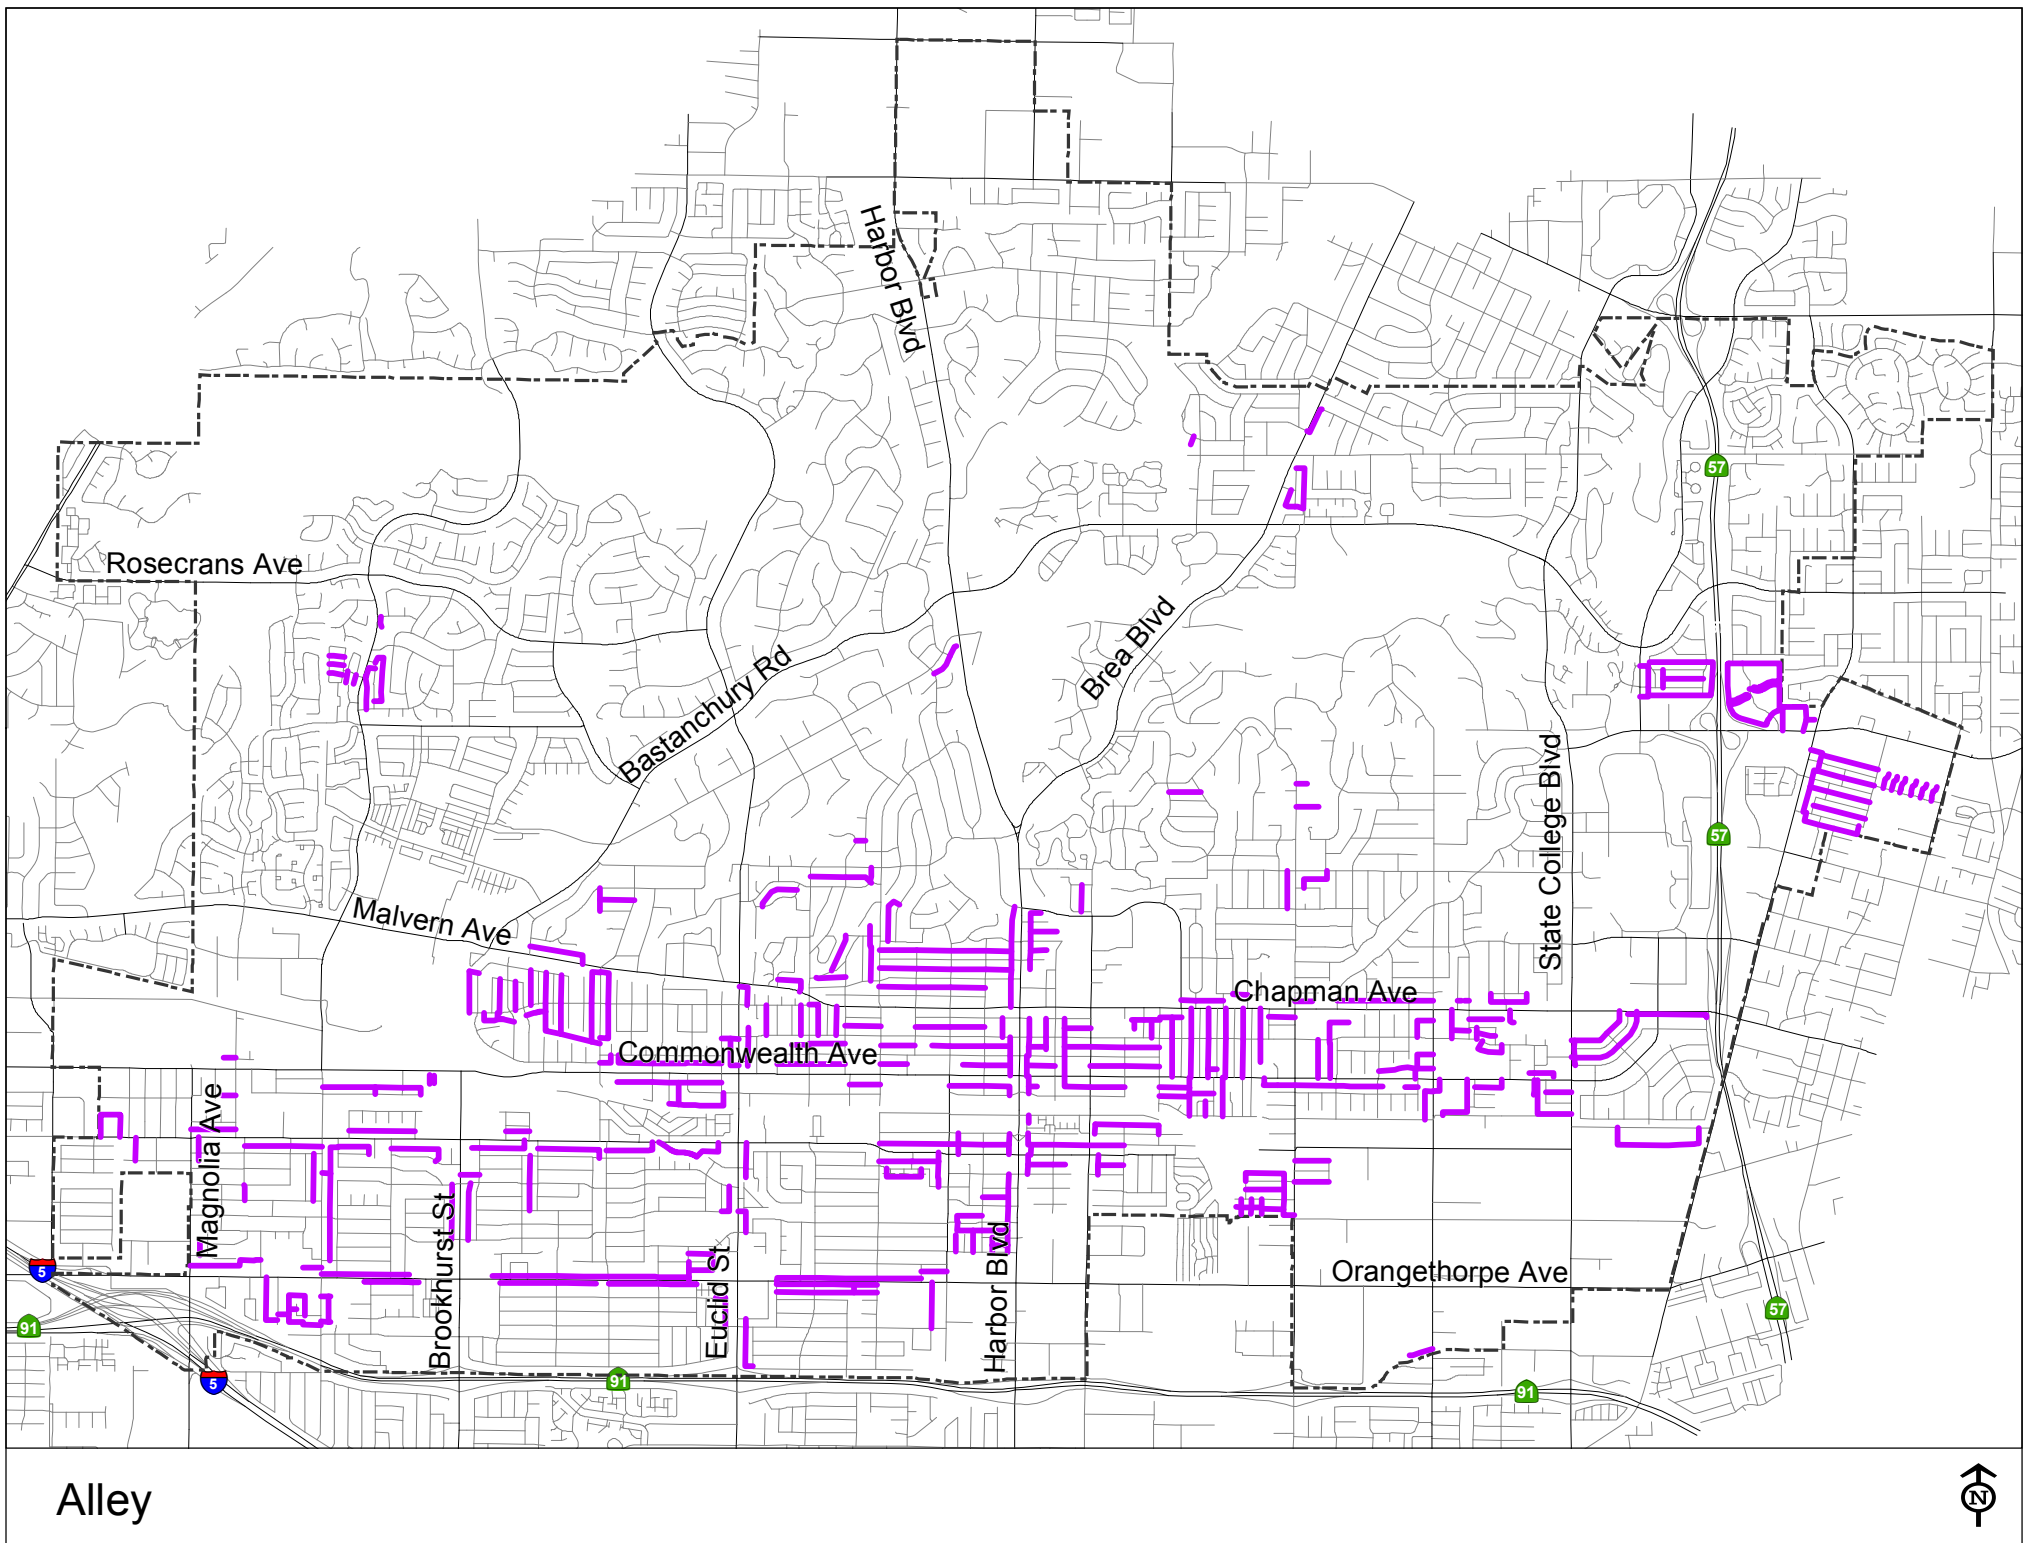 Harbor Blvd
57
Rosecrans Ave
Brea Blvd
Bastanchury Rd
State College Blvd
57
Malvern Ave
Chapman Ave
Commonwealth Ave
Magnolia Ave
Brookhurst St
Euclid St
Harbor Blvd
Orangethorpe Ave
5
57
91
5
91
91
Alley
N